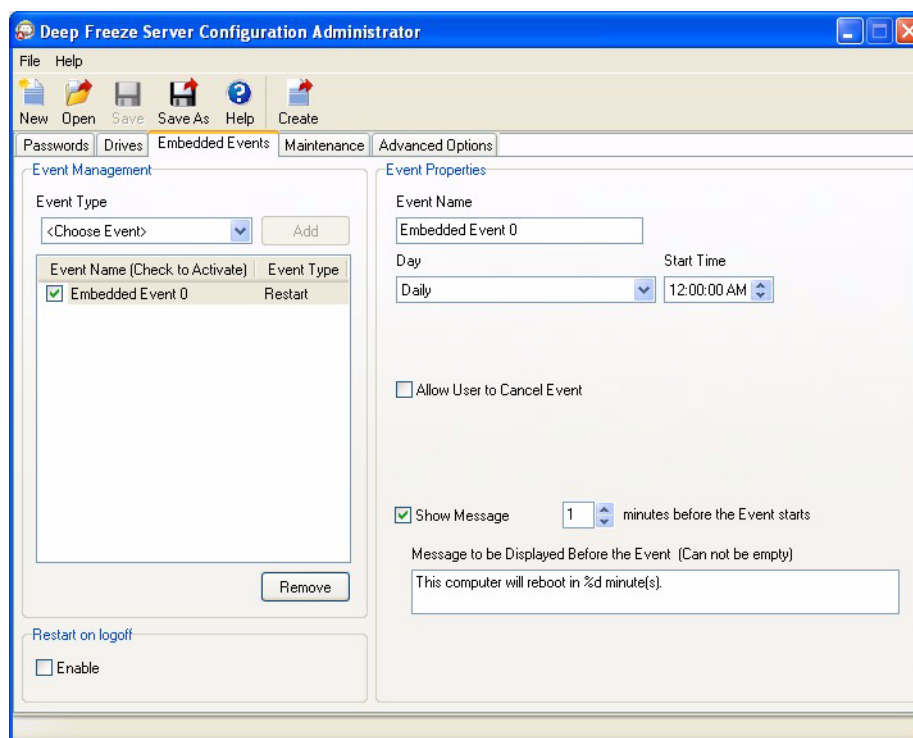 Deep Freeze Server Configuration Administrator
File Help
New Open Save Save As Help Create
Passwords Drives Embedded Events Maintenance Advanced Options
Event Management
Event Type
<Choose Event> Add
Event Name (Check to Activate) Event Type
Embedded Event 0 Restart
Remove
Restart on logoff
Enable
Event Properties
Event Name
Embedded Event 0
Day Start Time
Daily 12:00:00 AM
Allow User to Cancel Event
Show Message 1 minutes before the Event starts
Message to be Displayed Before the Event (Can not be empty)
This computer will reboot in %d minute(s).